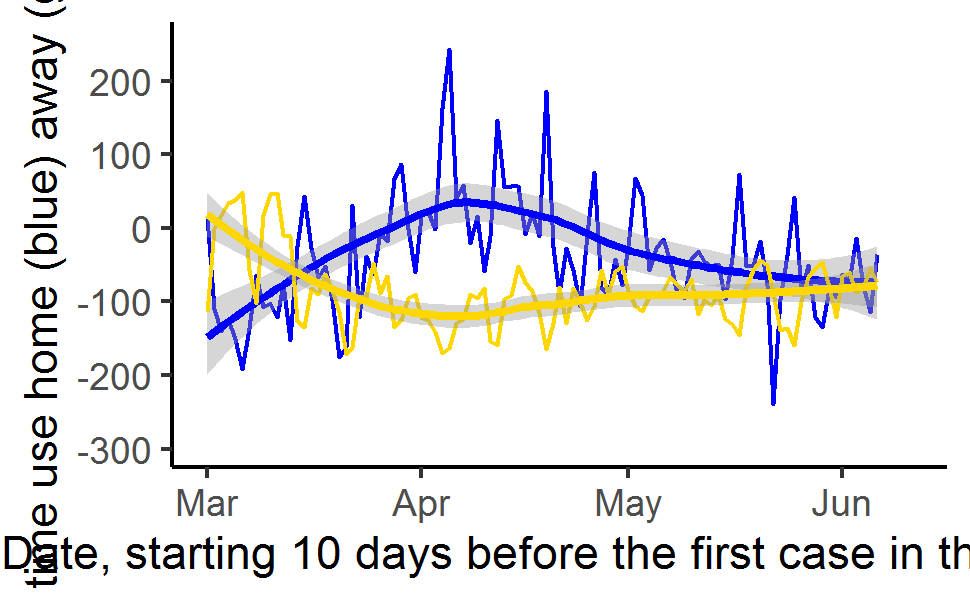 time use home (blue) away (
200
100
0
-100
-200
-300
Mar Apr May Jun
Date, starting 10 days before the first case in th